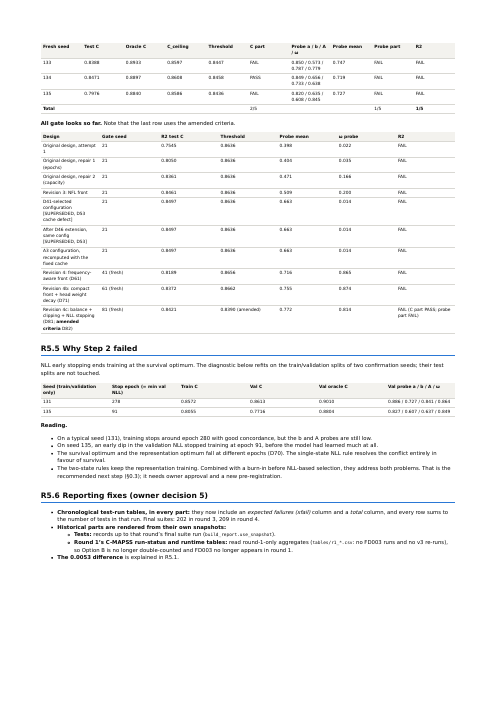 Fresh seed Test C Oracle C C_ceiling Threshold C part Probe a / b / A / ω Probe mean Probe part R2
133 0.8388 0.8933 0.8597 0.8447 FAIL 0.850 / 0.573 / 0.787 / 0.779 0.747 FAIL FAIL
134 0.8471 0.8897 0.8608 0.8458 PASS 0.849 / 0.656 / 0.733 / 0.638 0.719 FAIL FAIL
135 0.7976 0.8840 0.8586 0.8436 FAIL 0.820 / 0.635 / 0.608 / 0.845 0.727 FAIL FAIL
Total 2/5 1/5 1/5
All gate looks so far. Note that the last row uses the amended criteria.
Design Gate seed R2 test C Threshold Probe mean ω probe R2
Original design, attempt 1 21 0.7545 0.8636 0.398 0.022 FAIL
Original design, repair 1 (epochs) 21 0.8050 0.8636 0.404 0.035 FAIL
Original design, repair 2 (capacity) 21 0.8361 0.8636 0.471 0.166 FAIL
Revision 3: NFL front 21 0.8461 0.8636 0.509 0.200 FAIL
D41-selected configuration [SUPERSEDED, D53 cache defect] 21 0.8497 0.8636 0.663 0.014 FAIL
After D46 extension, same config [SUPERSEDED, D53] 21 0.8497 0.8636 0.663 0.014 FAIL
A3 configuration, recomputed with the fixed cache 21 0.8497 0.8636 0.663 0.014 FAIL
Revision 4: frequency-aware front (D61) 41 (fresh) 0.8189 0.8656 0.716 0.865 FAIL
Revision 4b: compact front + head weight decay (D71) 61 (fresh) 0.8372 0.8662 0.755 0.874 FAIL
Revision 4c: balance + clipping + NLL stopping (D81; amended criteria D82) 81 (fresh) 0.8421 0.8390 (amended) 0.772 0.814 FAIL (C part PASS; probe part FAIL)
R5.5 Why Step 2 failed
NLL early stopping ends training at the survival optimum. The diagnostic below refits on the train/validation splits of two confirmation seeds; their test
splits are not touched.
Seed (train/validation only) Stop epoch (= min val NLL) Train C Val C Val oracle C Val probe a / b / A / ω
131 278 0.8572 0.8613 0.9010 0.886 / 0.727 / 0.841 / 0.864
135 91 0.8055 0.7716 0.8804 0.827 / 0.607 / 0.637 / 0.849
Reading.
• On a typical seed (131), training stops around epoch 280 with good concordance, but the b and A probes are still low.
• On seed 135, an early dip in the validation NLL stopped training at epoch 91, before the model had learned much at all.
• The survival optimum and the representation optimum fall at different epochs (D70). The single-state NLL rule resolves the conflict entirely in
favour of survival.
• The two-state rules keep the representation training. Combined with a burn-in before NLL-based selection, they address both problems. That is the
recommended next step (§0.3); it needs owner approval and a new pre-registration.
R5.6 Reporting fixes (owner decision 5)
• Chronological test-run tables, in every part: they now include an expected failures (xfail) column and a total column, and every row sums to
the number of tests in that run. Final suites: 202 in round 3, 209 in round 4.
• Historical parts are rendered from their own snapshots:
• Tests: records up to that round's final suite run (build_report.use_snapshot).
• Round 1's C-MAPSS run-status and runtime tables: read round-1-only aggregates (tables/r1_*.csv: no FD003 runs and no v3 re-runs),
so Option B is no longer double-counted and FD003 no longer appears in round 1.
• The 0.0053 difference is explained in R5.1.